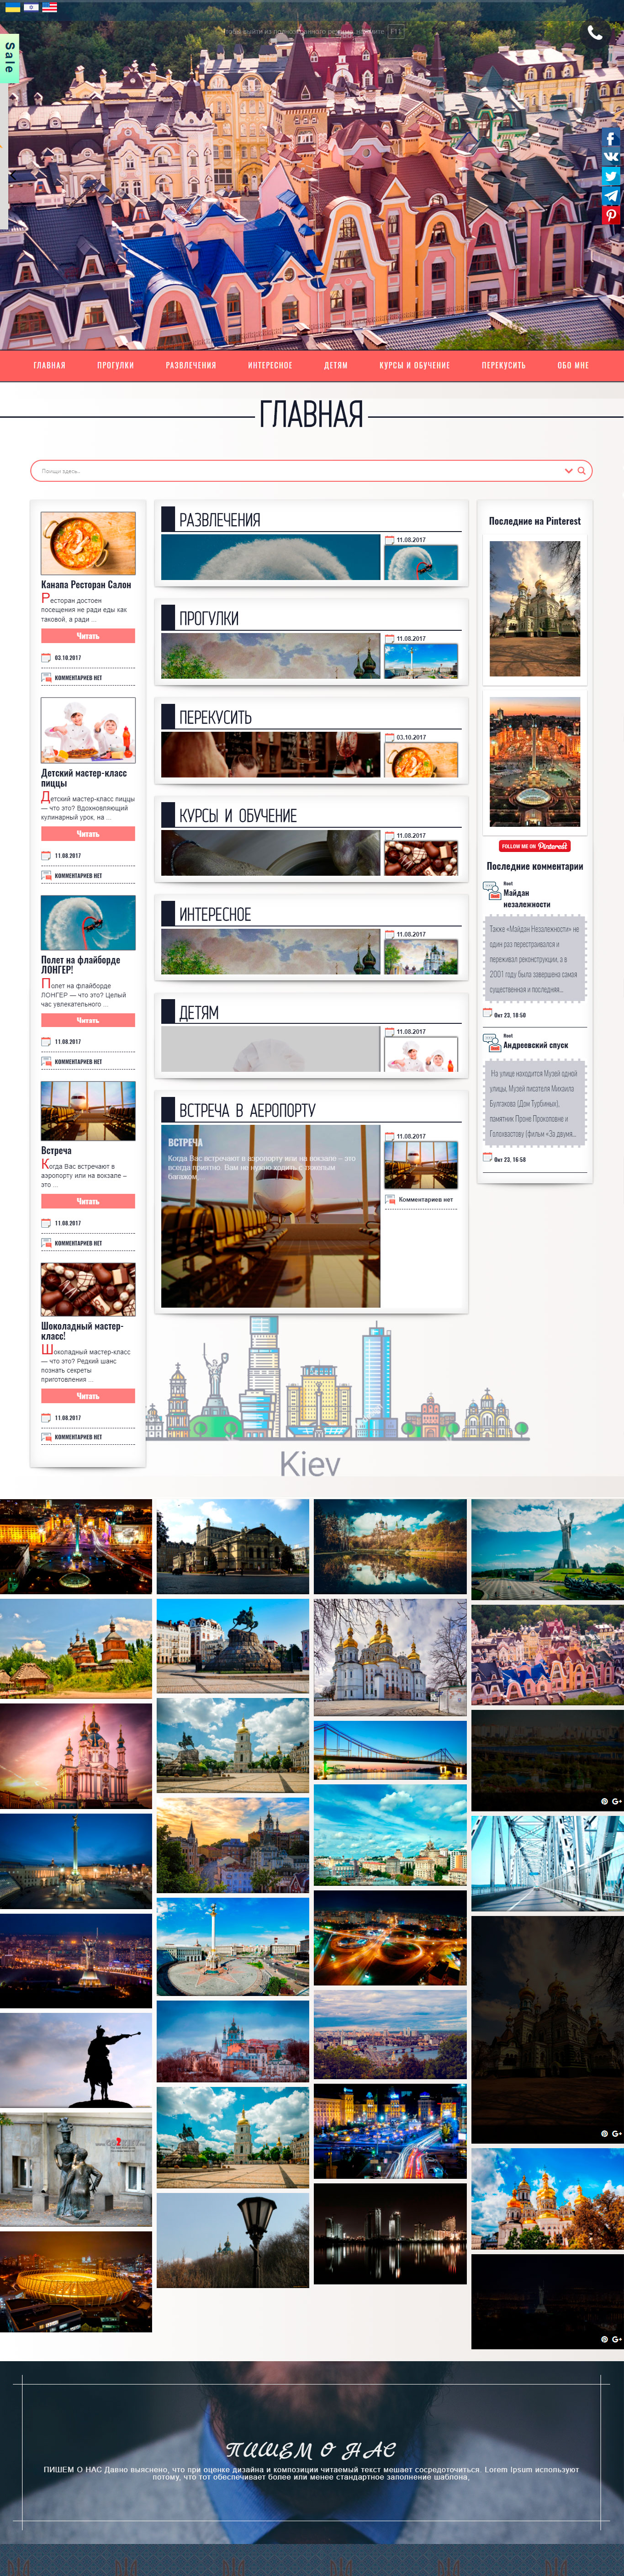 Sale
ГЛАВНАЯ ПРОГУЛКИ РАЗВЛЕЧЕНИЯ ИНТЕРЕСНОЕ ДЕТЯМ КУРСЫ И ОБУЧЕНИЕ ПЕРЕКУСИТЬ ОБО МНЕ
ГЛАВНАЯ
Поищи здесь..
Канапа Ресторан Салон
Ресторан достоен
посещения не ради еды как
таковой, а ради ...
Читать
03.10.2017
КОММЕНТАРИЕВ НЕТ
Детский мастер-класс
пиццы
Детский мастер-класс пиццы
— что это? Вдохновляющий
кулинарный урок, на ...
Читать
11.08.2017
КОММЕНТАРИЕВ НЕТ
Полет на флайборде
ЛОНГЕР!
Полет на флайборде
ЛОНГЕР — что это? Целый
час увлекательного ...
Читать
11.08.2017
КОММЕНТАРИЕВ НЕТ
Встреча
Когда Вас встречают в
аэропорту или на вокзале –
это ...
Читать
11.08.2017
КОММЕНТАРИЕВ НЕТ
Шоколадный мастер-
класс!
Шоколадный мастер-класс
— что это? Редкий шанс
познать секреты
приготовления ...
Читать
11.08.2017
КОММЕНТАРИЕВ НЕТ
РАЗВЛЕЧЕНИЯ
11.08.2017
ПРОГУЛКИ
11.08.2017
ПЕРЕКУСИТЬ
03.10.2017
КУРСЫ И ОБУЧЕНИЕ
11.08.2017
ИНТЕРЕСНОЕ
11.08.2017
ДЕТЯМ
11.08.2017
ВСТРЕЧА В АЕРОПОРТУ
ВСТРЕЧА
Когда Вас встречают в аэропорту или на вокзале – это
всегда приятно. Вам не нужно ходить с тяжелым
багажом,...
11.08.2017
Комментариев нет
Kiev
Последние на Pinterest
FOLLOW ME ON Pinterest
Последние комментарии
Root
Майдан
незалежности
Также «Майдан Незалежности» не
один раз перестраивался и
переживал реконструкции, а в
2001 году была завершена самая
существенная и последняя...
Окт 23, 18:50
Root
Андреевский спуск
На улице находится Музей одной
улицы, Музей писателя Михаила
Булгакова (Дом Турбиных),
памятник Проне Прокоповне и
Голохвастову (фильм «За двумя...
Окт 23, 16:58
ПИШЕМ О НАС
ПИШЕМ О НАС Давно выяснено, что при оценке дизайна и композиции читаемый текст мешает сосредоточиться. Lorem Ipsum используют
потому, что тот обеспечивает более или менее стандартное заполнение шаблона,